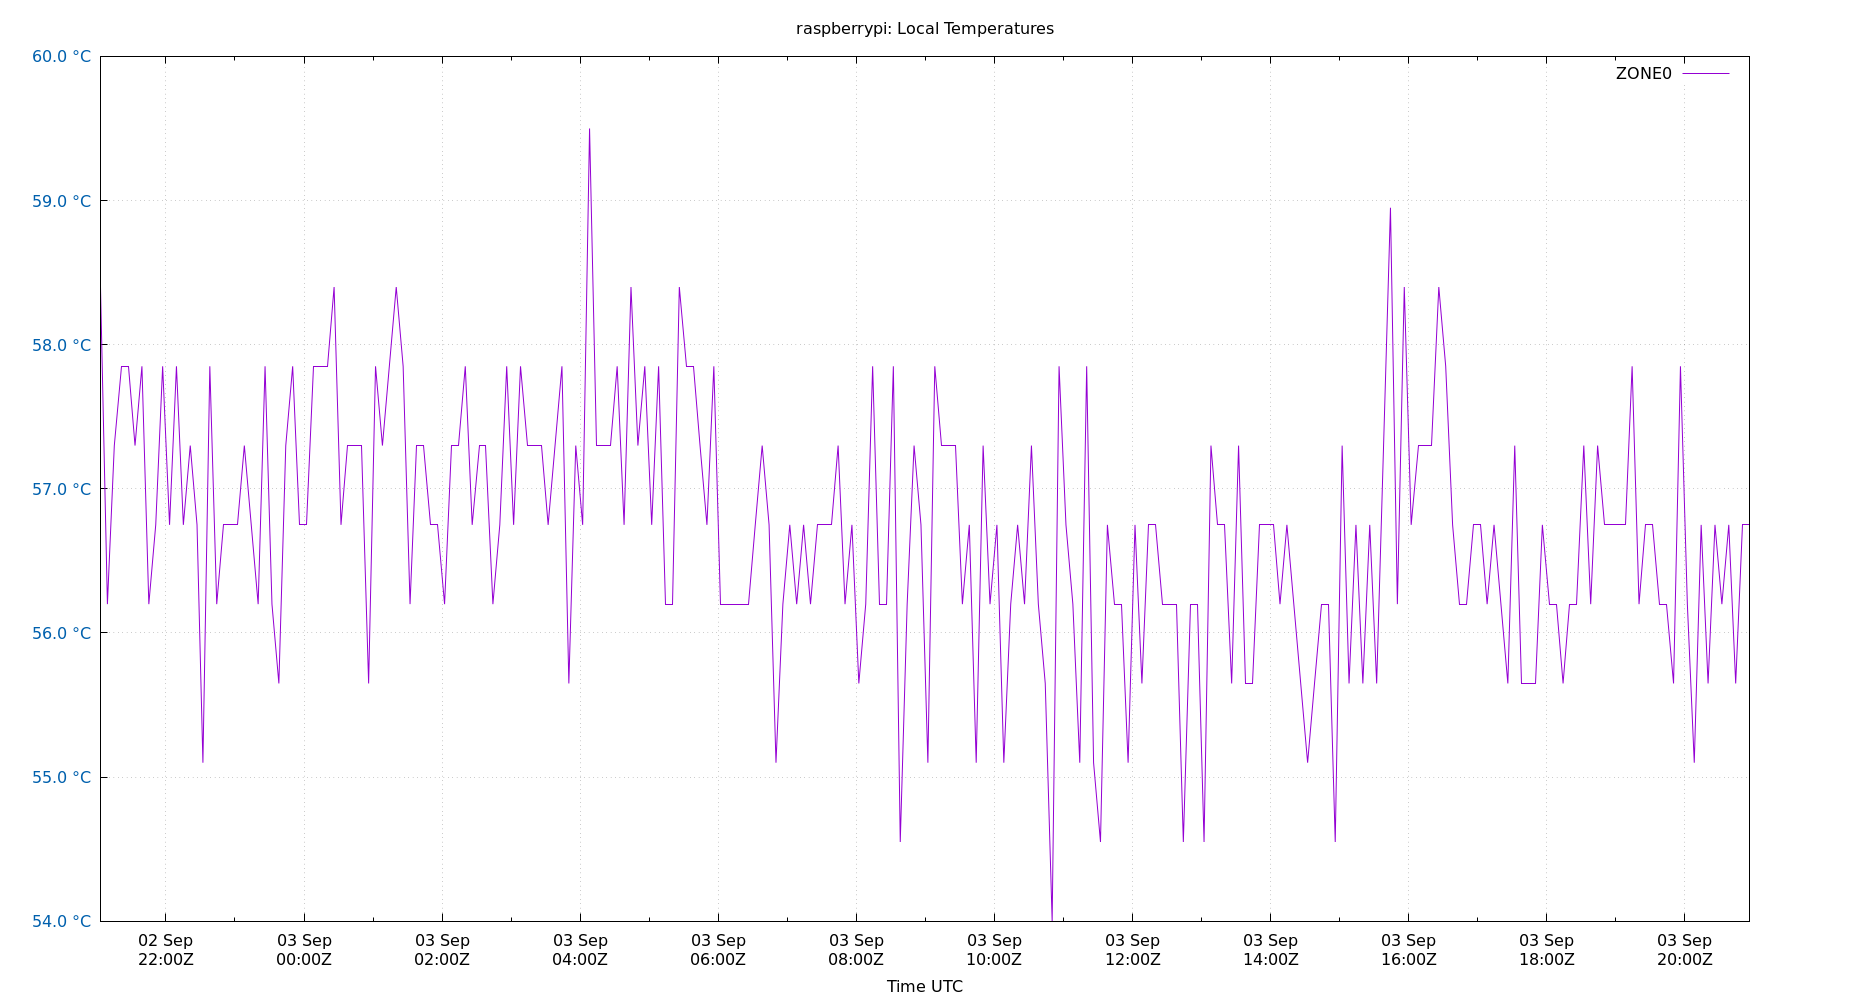 raspberrypi: Local Temperatures
60.0 °C
ZONE0
59.0 °C
58.0 °C
57.0 °C
56.0 °C
55.0 °C
54.0 °C
02 Sep 03 Sep 03 Sep 03 Sep 03 Sep 03 Sep 03 Sep 03 Sep 03 Sep 03 Sep 03 Sep 03 Sep
22:00Z 00:00Z 02:00Z 04:00Z 06:00Z 08:00Z 10:00Z 12:00Z 14:00Z 16:00Z 18:00Z 20:00Z
Time UTC